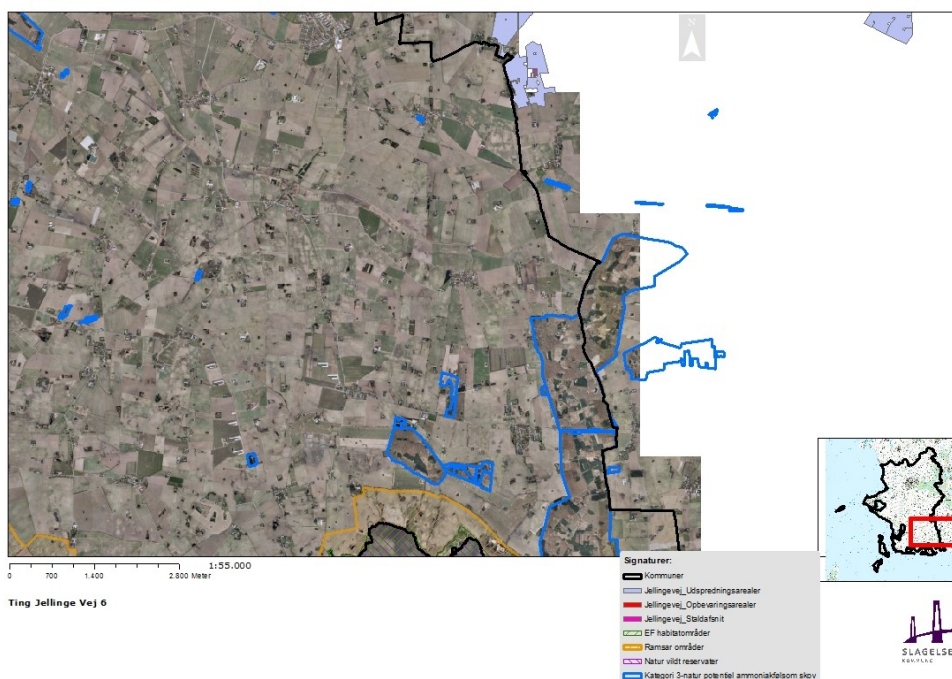 N
0 700 1.400 2.800 Meter
1:55.000
Ting Jellinge Vej 6
Signaturer:
Kommuner
Jellingevej_Udspredningsarealer
Jellingevej_Opbevaringsarealer
Jellingevej_Staldafsnit
EF habitatområder
Ramsar områder
Natur vildt reservater
Kategori 3-natur potentiel ammoniakfølsom skov
SLAGELSE
KOMMUNE